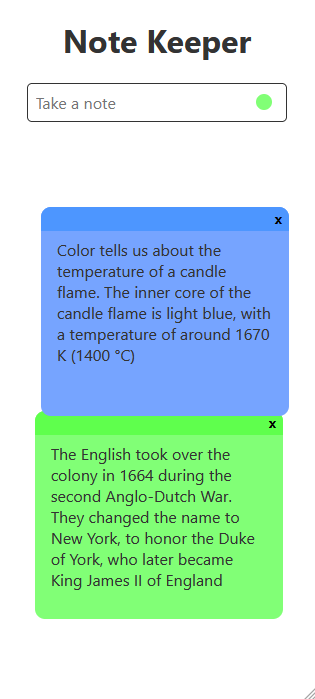 Note Keeper
Take a note
x
Color tells us about the
temperature of a candle
flame. The inner core of the
candle flame is light blue, with
a temperature of around 1670
K (1400 °C)
x
The English took over the
colony in 1664 during the
second Anglo-Dutch War.
They changed the name to
New York, to honor the Duke
of York, who later became
King James II of England